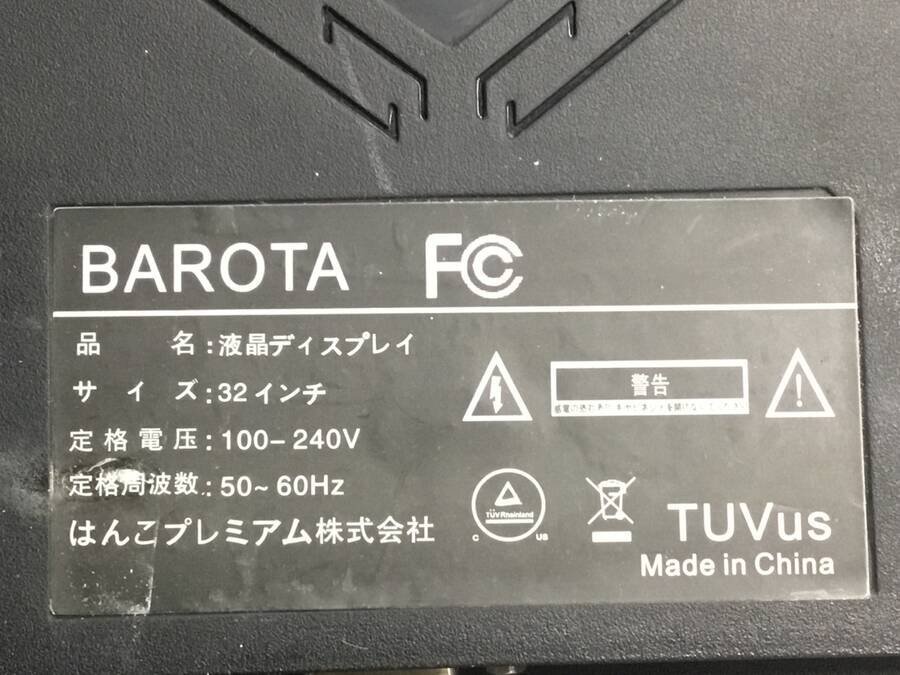 BAROTA FC
品 名:液晶ディスプレイ
サイズ:32インチ
警告
定格電圧:100-240V
定格周波数:50~60Hz
はんこプレミアム株式会社
TÜVRheinland
C US
TUVus
Made in China